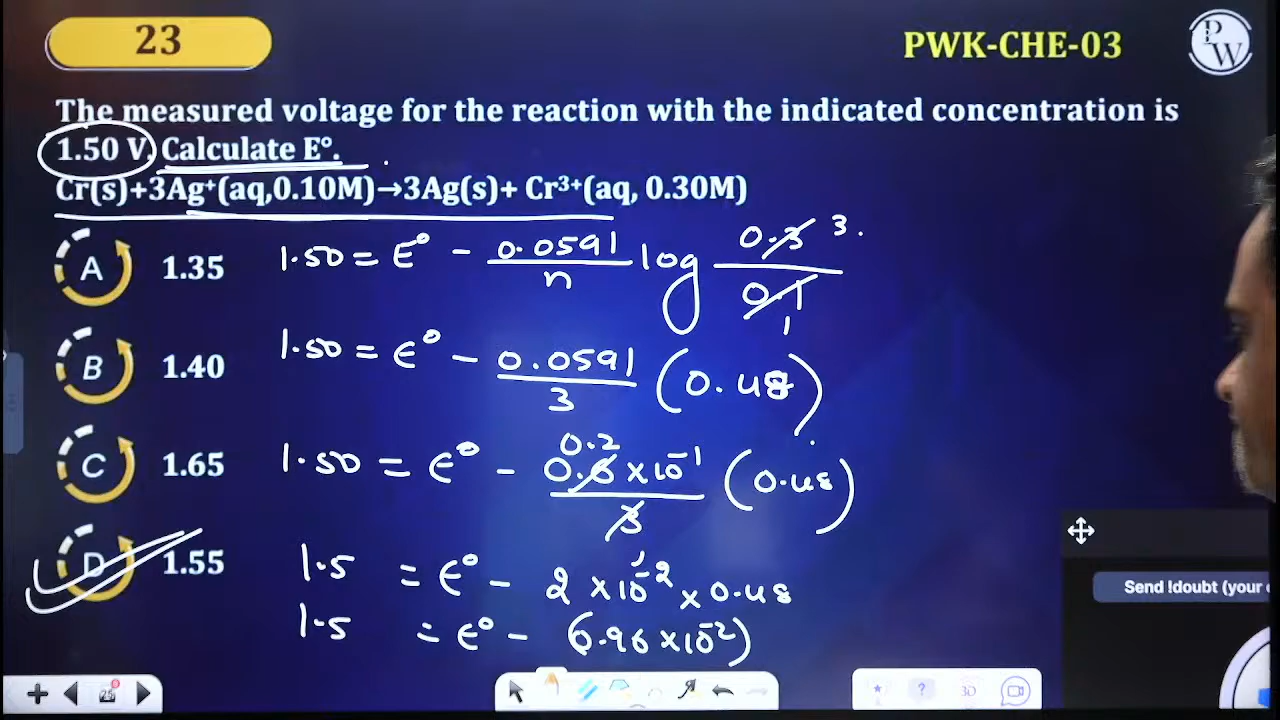 23
PWK-CHE-03
PW
The measured voltage for the reaction with the indicated concentration is
1.50 V. Calculate E°.
Cr(s)+3Ag⁺(aq,0.10M)→3Ag(s)+ Cr³⁺(aq, 0.30M)
A 1.35
1.50 = E° - 0.0591/n log 0.3/0.1 3. 1
B 1.40
1.50 = E° - 0.0591/3 (0.48)
C 1.65
1.50 = E° - 0.6 × 10⁻¹/3 (0.48) 0.2
D 1.55
1.5 = E° - 2 × 10⁻² × 0.48
1.5 = E° - (6.96 × 10⁻²)
Send !doubt (your
3D